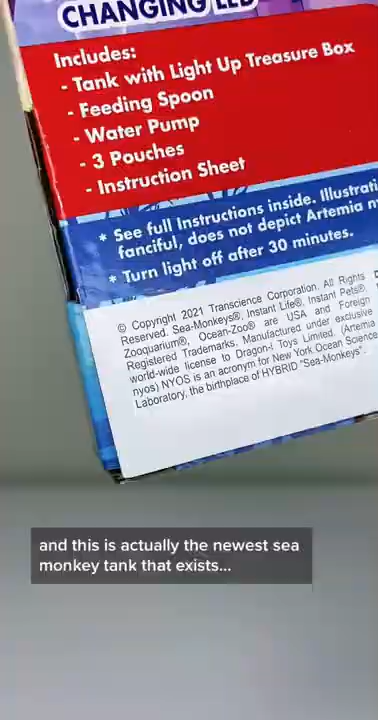 CHANGING LED
Includes:
- Tank with Light Up Treasure Box
- Feeding Spoon
- Water Pump
- 3 Pouches
- Instruction Sheet
* See full Instructions inside. Illustrati
fanciful, does not depict Artemia n
* Turn light off after 30 minutes.
© Copyright 2021 Transcience Corporation. All Rights
Reserved. Sea-Monkeys®, Instant Life®, Instant Pets®,
Zooquarium®, Ocean-Zoo® are USA and Foreign
Registered Trademarks. Manufactured under exclusive
world-wide license to Dragon-i Toys Limited. (Artemia
nyos) NYOS is an acronym for New York Ocean Science
Laboratory, the birthplace of HYBRID "Sea-Monkeys".
and this is actually the newest sea
monkey tank that exists...